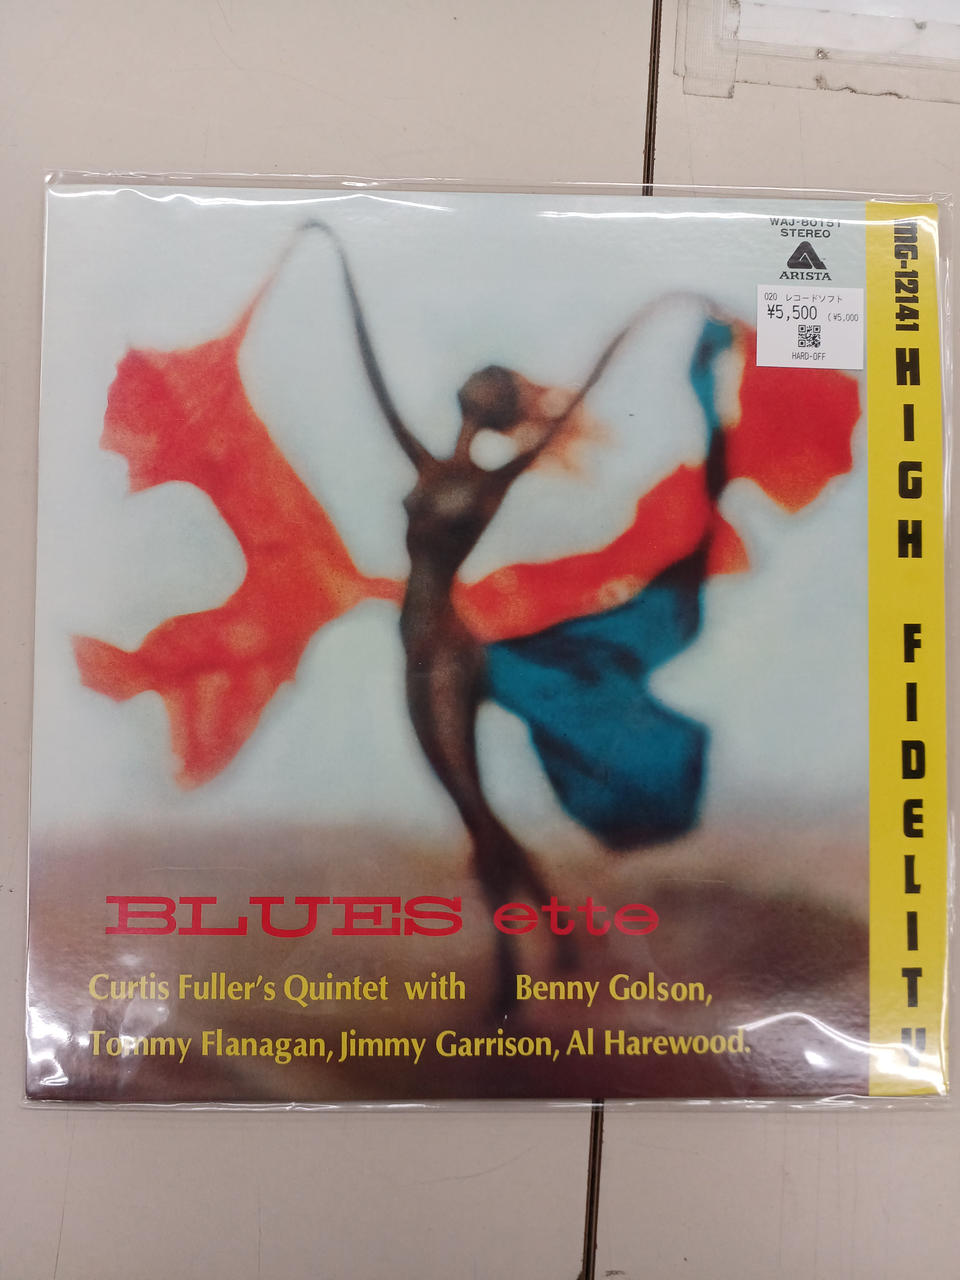 WAJ-80151
STEREO
ARISTA
020 レコードソフト
¥5,500 (¥5,000
HARD-OFF
MG-12141 HIGH FIDELITY
BLUES ette
Curtis Fuller's Quintet with Benny Golson,
Tommy Flanagan, Jimmy Garrison, Al Harewood.